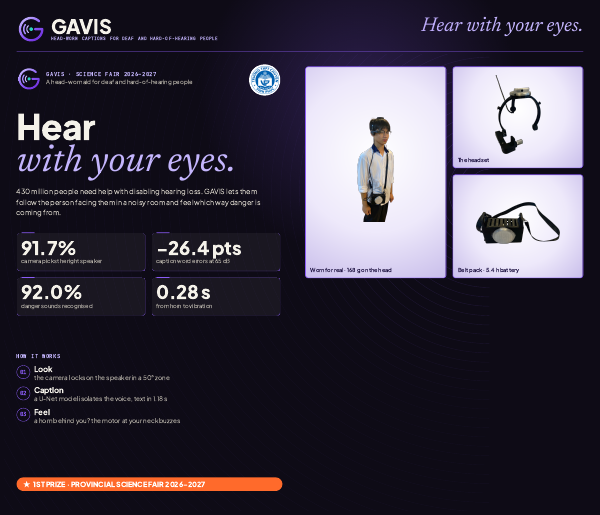 GAVIS
HEAD-WORN CAPTIONS FOR DEAF AND HARD-OF-HEARING PEOPLE
Hear with your eyes.
GAVIS · SCIENCE FAIR 2026-2027
A head-worn aid for deaf and hard-of-hearing people
Hear
with your eyes.
430 million people need help with disabling hearing loss. GAVIS lets them
follow the person facing them in a noisy room and feel which way danger is
coming from.
91.7%
camera picks the right speaker
−26.4 pts
caption word errors at 65 dB
92.0%
danger sounds recognised
0.28 s
from horn to vibration
HOW IT WORKS
01 Look
the camera locks on the speaker in a 50° zone
02 Caption
a U-Net model isolates the voice, text in 1.18 s
03 Feel
a horn behind you? the motor at your neck buzzes
★ 1ST PRIZE · PROVINCIAL SCIENCE FAIR 2026-2027
Worn for real · 168 g on the head
The headset
Belt pack · 5.4 h battery